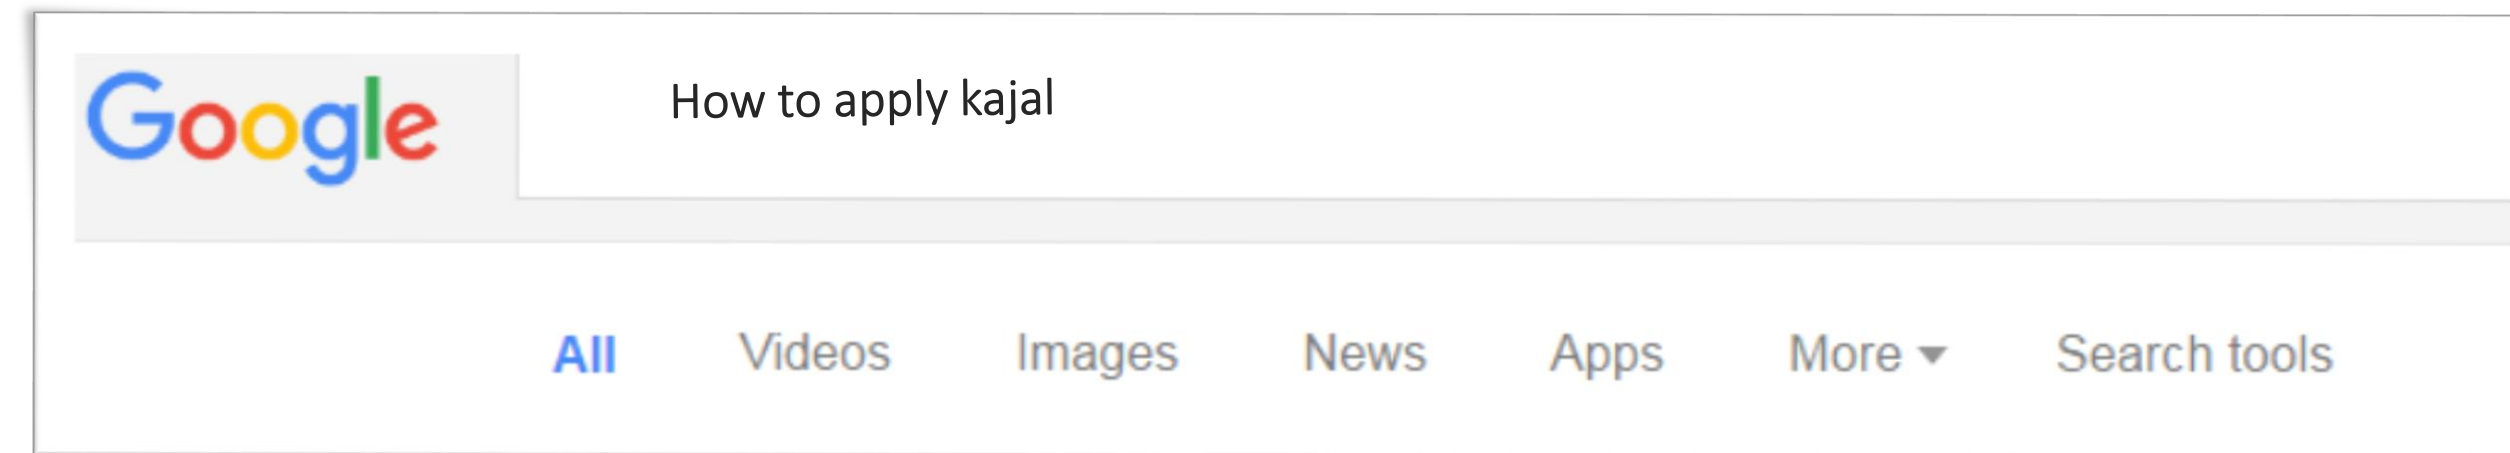 Google How to apply kajal
All Videos Images News Apps More Search tools